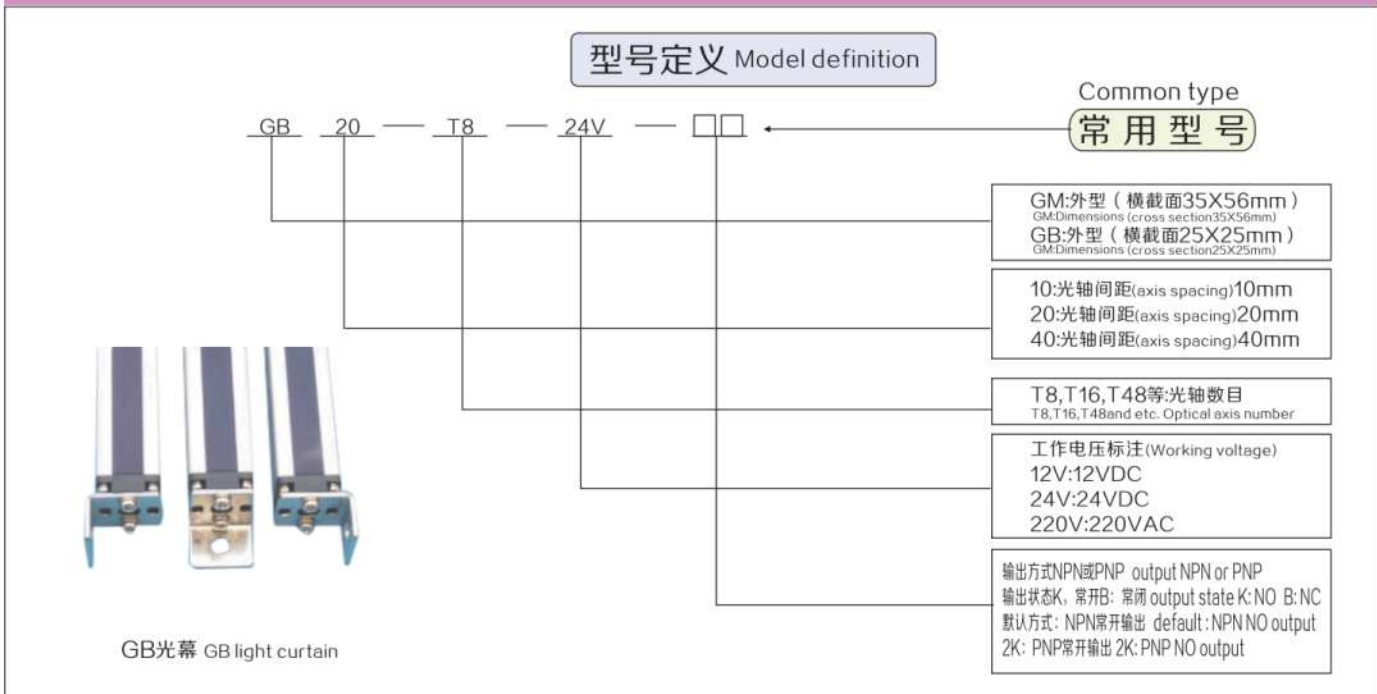 型号定义 Model definition
Common type
常用型号
GB 20 — T8 — 24V — □□
GM:外型（横截面35X56mm）
GM:Dimensions (cross section35X56mm)
GB:外型（横截面25X25mm）
GM:Dimensions (cross section25X25mm)
10:光轴间距(axis spacing)10mm
20:光轴间距(axis spacing)20mm
40:光轴间距(axis spacing)40mm
T8,T16,T48等:光轴数目
T8,T16,T48and etc. Optical axis number
工作电压标注(Working voltage)
12V:12VDC
24V:24VDC
220V:220VAC
输出方式NPN或PNP output NPN or PNP
输出状态K，常开B：常闭 output state K: NO B: NC
默认方式：NPN常开输出 default : NPN NO output
2K：PNP常开输出 2K: PNP NO output
GB光幕 GB light curtain